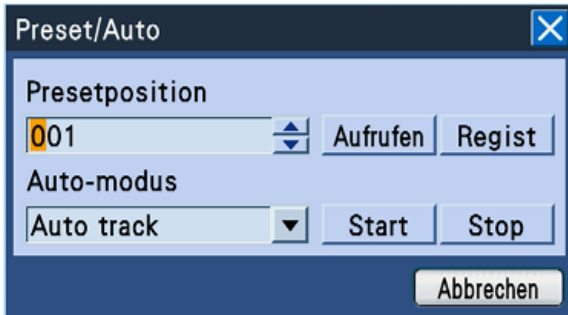 Preset/Auto
Presetposition
001 Aufrufen Regist
Auto-modus
Auto track Start Stop
Abbrechen